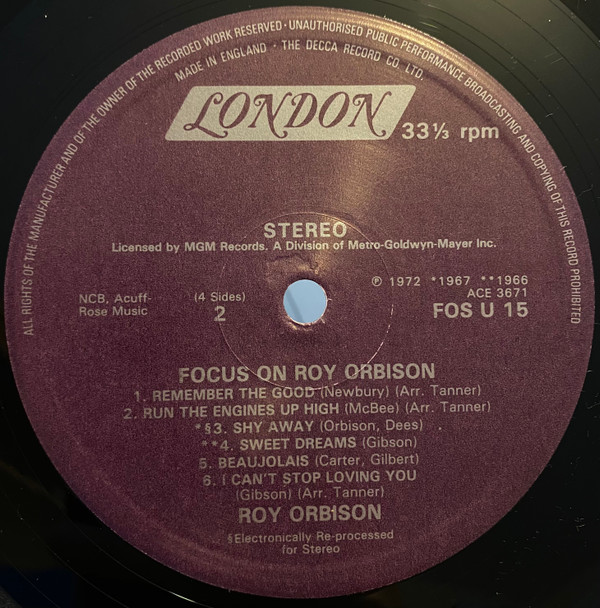 ALL RIGHTS OF THE MANUFACTURER AND OF THE OWNER OF THE RECORDED WORK RESERVED · UNAUTHORISED PUBLIC PERFORMANCE BROADCASTING AND COPYING OF THIS RECORD PROHIBITED
MADE IN ENGLAND · THE DECCA RECORD CO. LTD.
LONDON
33⅓ rpm
STEREO
Licensed by MGM Records. A Division of Metro-Goldwyn-Mayer Inc.
℗ 1972 *1967 **1966
NCB, Acuff-
Rose Music
(4 Sides)
2
ACE 3671
FOS U 15
FOCUS ON ROY ORBISON
1. REMEMBER THE GOOD (Newbury) (Arr. Tanner)
2. RUN THE ENGINES UP HIGH (McBee) (Arr. Tanner)
*§3. SHY AWAY (Orbison, Dees)
**4. SWEET DREAMS (Gibson)
5. BEAUJOLAIS (Carter, Gilbert)
6. I CAN'T STOP LOVING YOU
(Gibson) (Arr. Tanner)
ROY ORBISON
§Electronically Re-processed
for Stereo